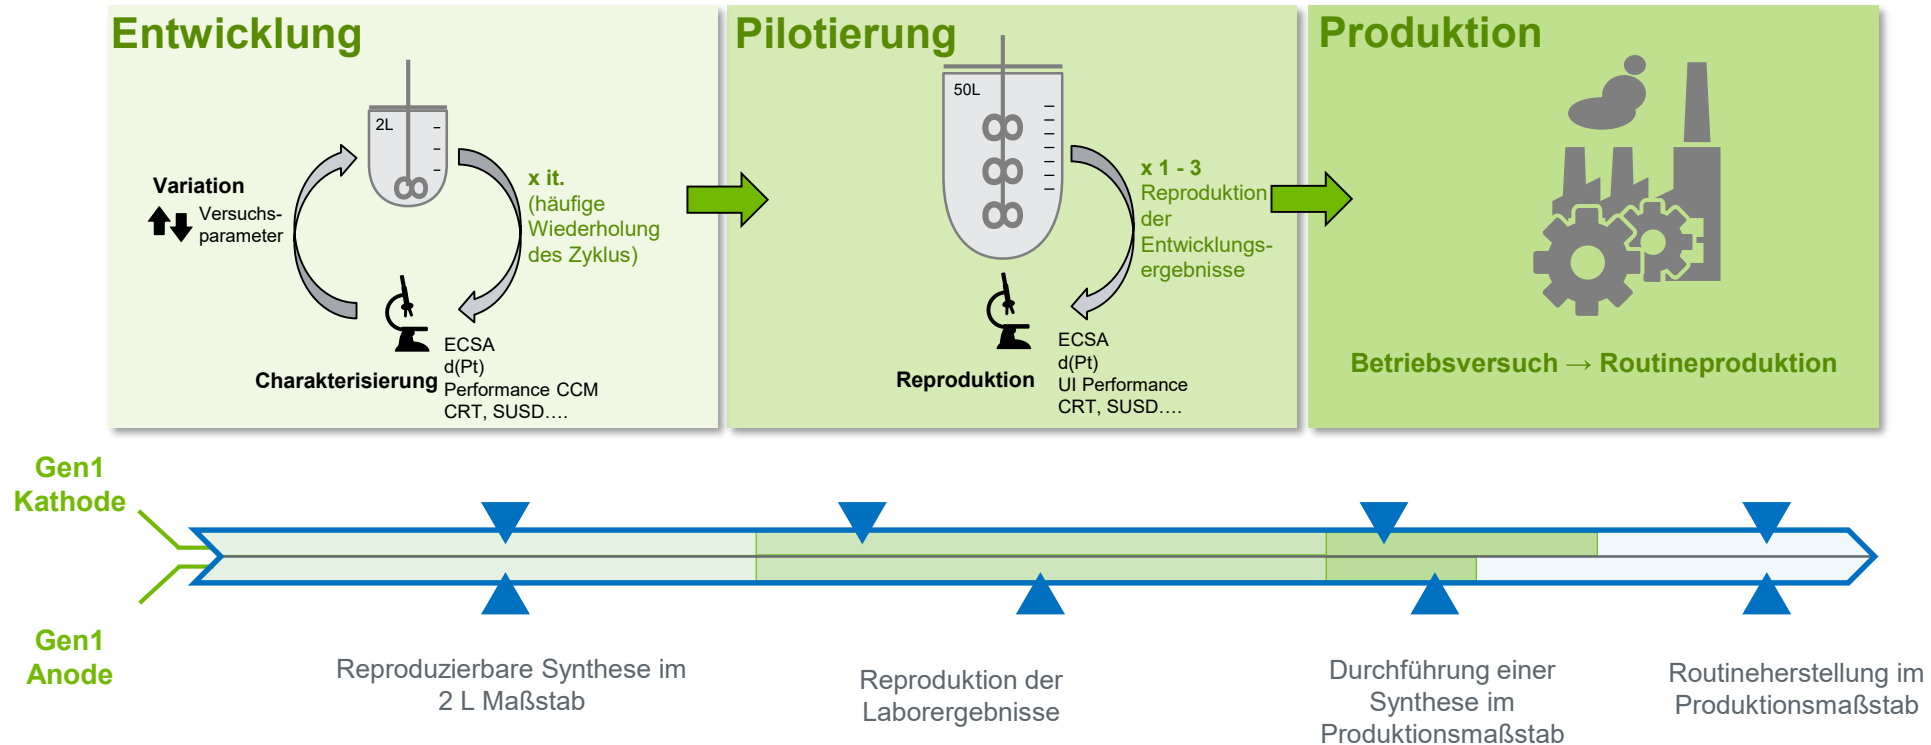 Entwicklung
2L
Variation
Versuchs-
parameter
x it.
(häufige
Wiederholung
des Zyklus)
Charakterisierung
ECSA
d(Pt)
Performance CCM
CRT, SUSD….
Pilotierung
50L
x 1 - 3
Reproduktion
der
Entwicklungs-
ergebnisse
Reproduktion
ECSA
d(Pt)
UI Performance
CRT, SUSD….
Produktion
Betriebsversuch → Routineproduktion
Gen1
Kathode
Gen1
Anode
Reproduzierbare Synthese im
2 L Maßstab
Reproduktion der
Laborergebnisse
Durchführung einer
Synthese im
Produktionsmaßstab
Routineherstellung im
Produktionsmaßstab